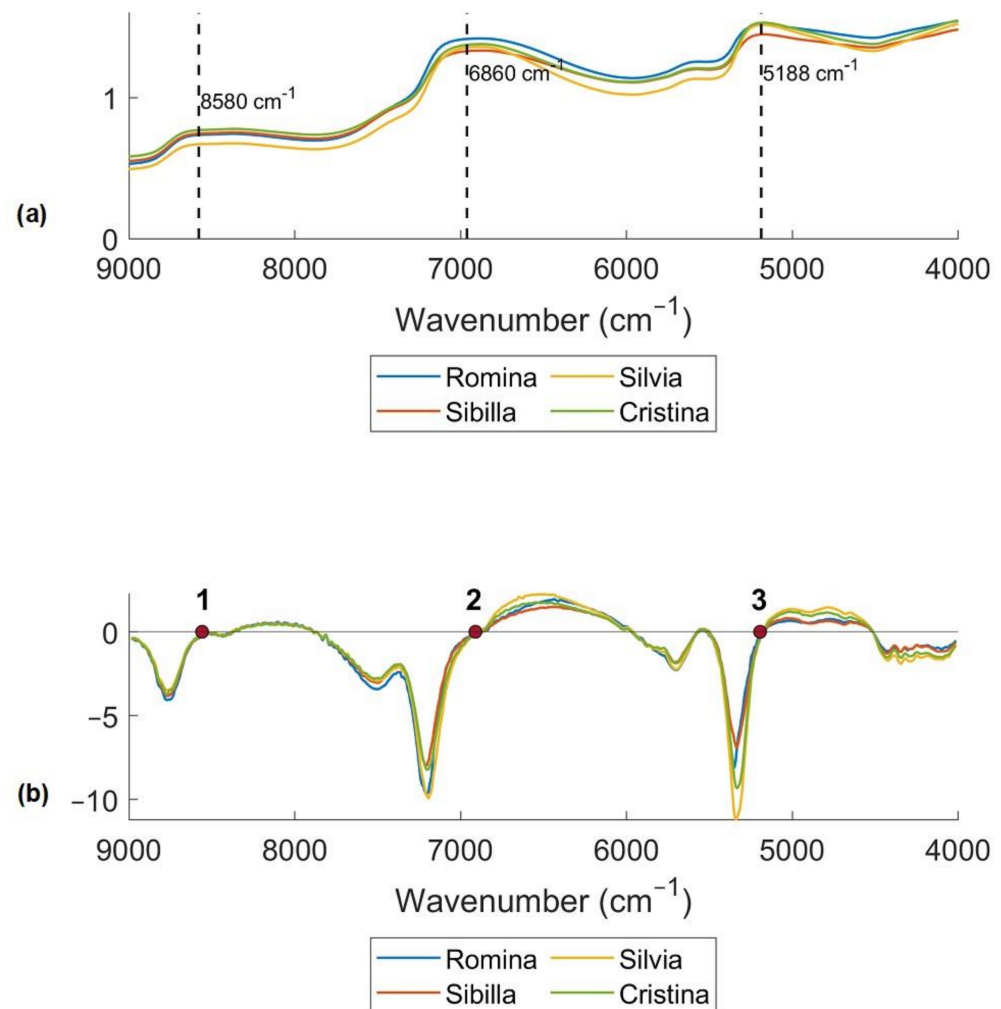 1
8580 cm⁻¹
6860 cm⁻¹
5188 cm⁻¹
(a)
0
9000 8000 7000 6000 5000 4000
Wavenumber (cm⁻¹)
Romina Silvia
Sibilla Cristina
1 2 3
0
−5
(b)
−10
9000 8000 7000 6000 5000 4000
Wavenumber (cm⁻¹)
Romina Silvia
Sibilla Cristina